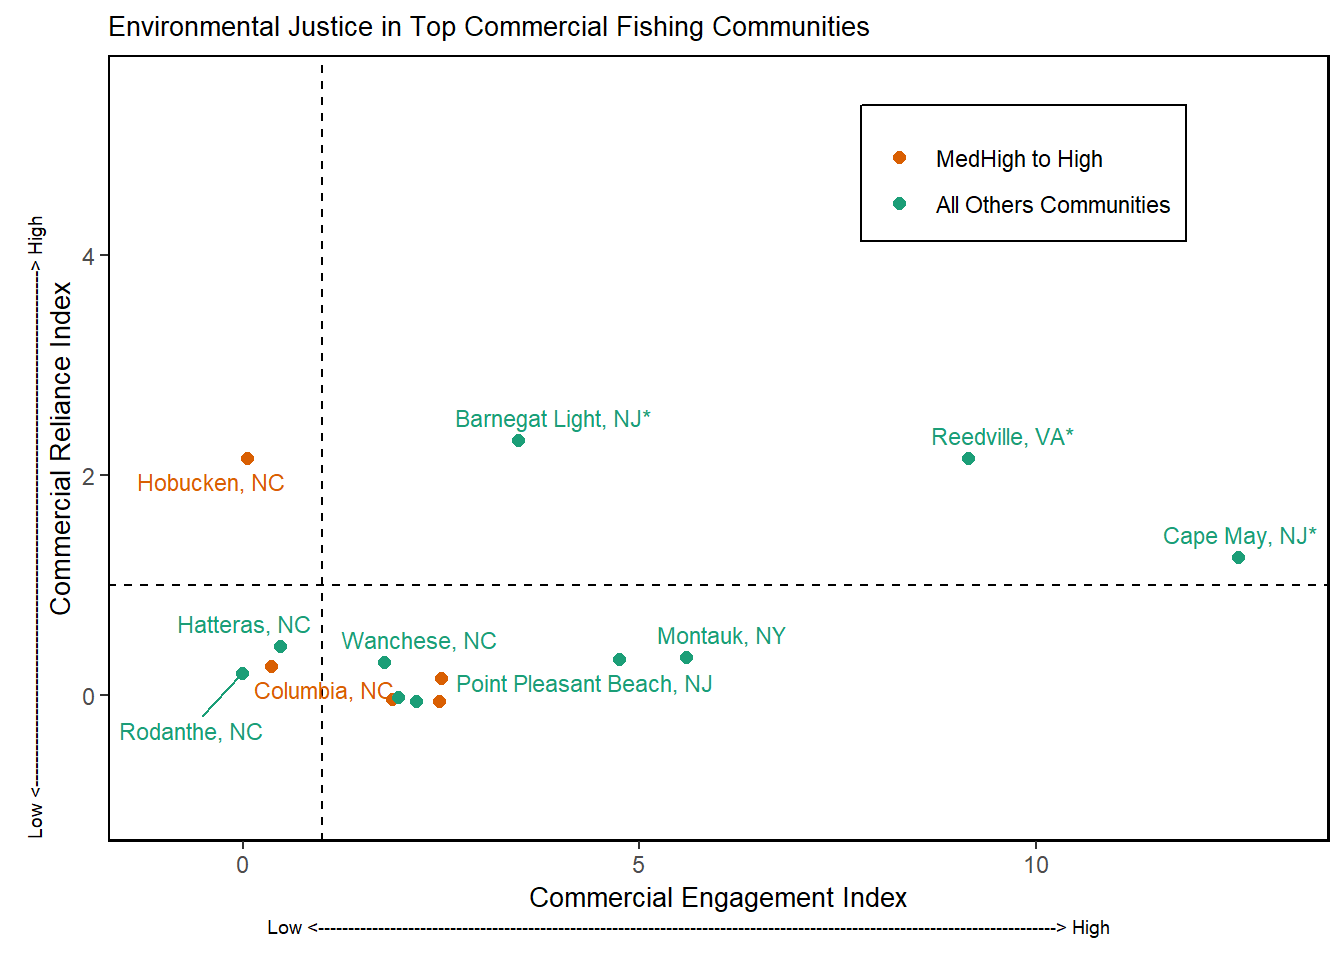 Environmental Justice in Top Commercial Fishing Communities
MedHigh to High
All Others Communities
Low <----------------------------------------------------------------------------------------> High
Commercial Reliance Index
4
2
0
Barnegat Light, NJ*
Reedville, VA*
Hobucken, NC
Cape May, NJ*
Hatteras, NC
Wanchese, NC
Montauk, NY
Columbia, NC
Point Pleasant Beach, NJ
Rodanthe, NC
0
5
10
Commercial Engagement Index
Low <----------------------------------------------------------------------------------------------------------------------------> High